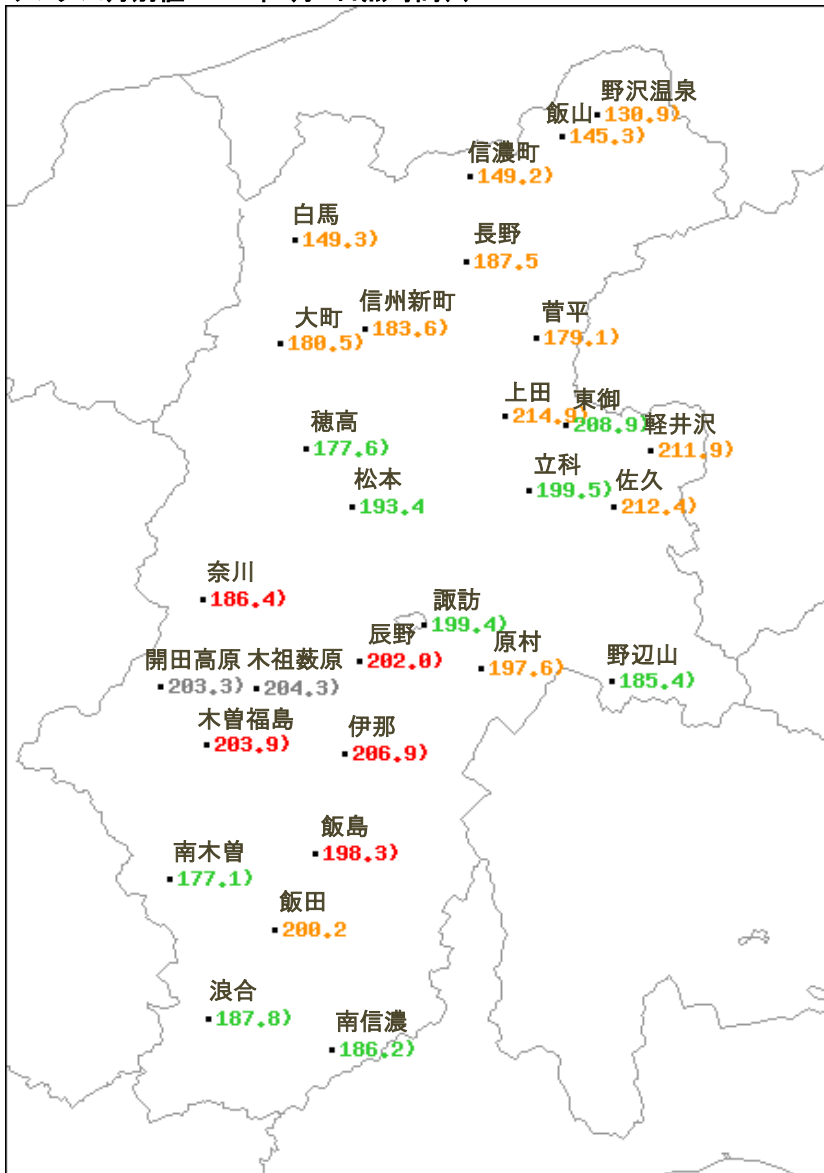 野沢温泉
130.9)
飯山
145.3)
信濃町
149.2)
白馬
149.3)
長野
187.5
信州新町
183.6)
大町
180.5)
菅平
179.1)
上田
214.9)
東御
208.9)
軽井沢
211.9)
穂高
177.6)
松本
193.4
立科
199.5)
佐久
212.4)
奈川
186.4)
諏訪
199.4)
辰野
202.0)
原村
197.6)
野辺山
185.4)
開田高原
203.3)
木祖薮原
204.3)
木曽福島
203.9)
伊那
206.9)
飯島
198.3)
南木曽
177.1)
飯田
200.2
浪合
187.8)
南信濃
186.2)